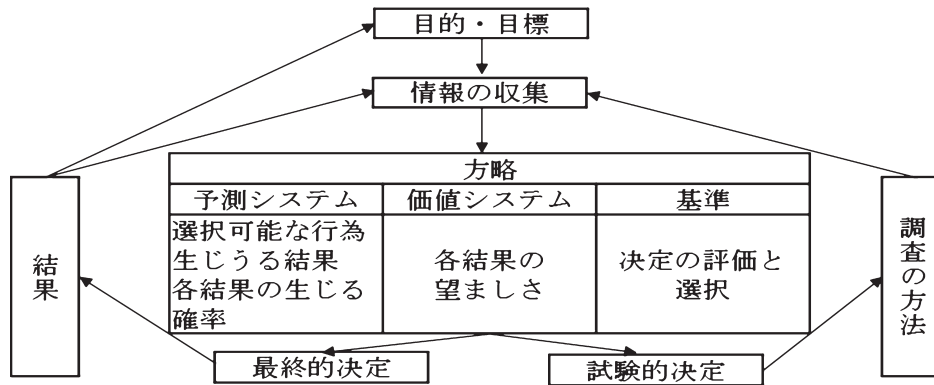 目的・目標
情報の収集
方略
予測システム
価値システム
基準
選択可能な行為
生じうる結果
各結果の生じる
確率
各結果の
望ましさ
決定の評価と
選択
結果
調査の方法
最終的決定
試験的決定